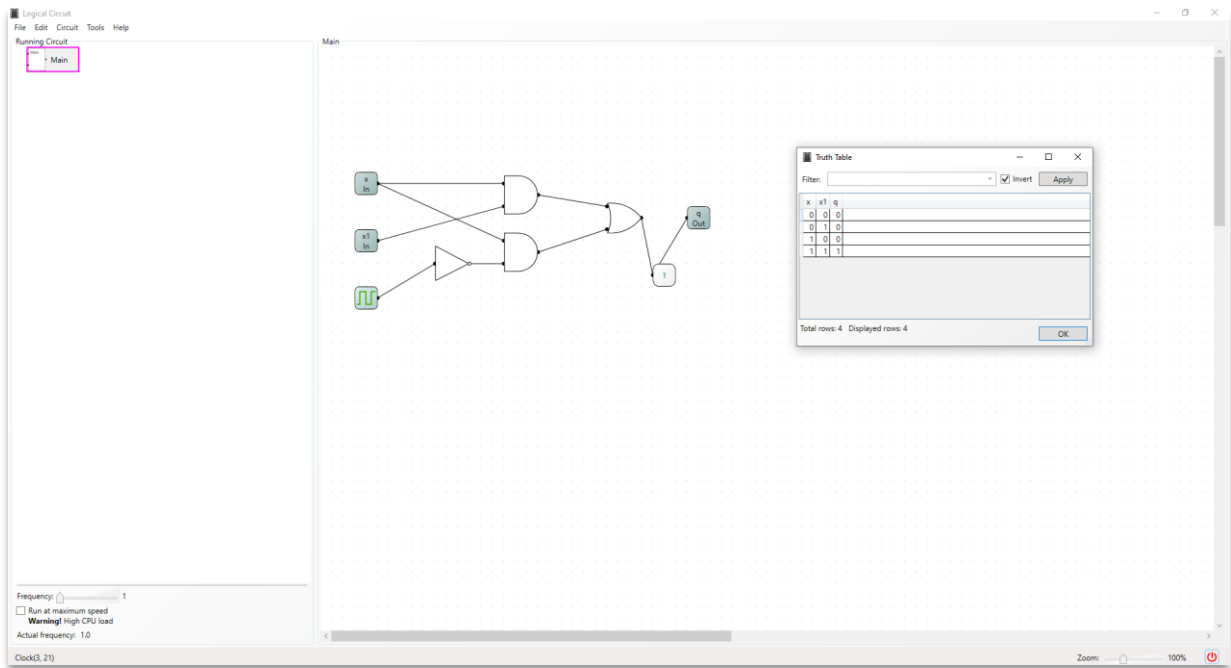 Logical Circuit
File Edit Circuit Tools Help
Running Circuit
Main
Main
x
In
x1
In
q
Out
1
Truth Table
Filter:
Invert
Apply
x x1 q
0 0 0
0 1 0
1 0 0
1 1 1
Total rows: 4 Displayed rows: 4
OK
Frequency: 1
Run at maximum speed
Warning! High CPU load
Actual frequency: 1.0
Clock(3, 21)
Zoom: 100%